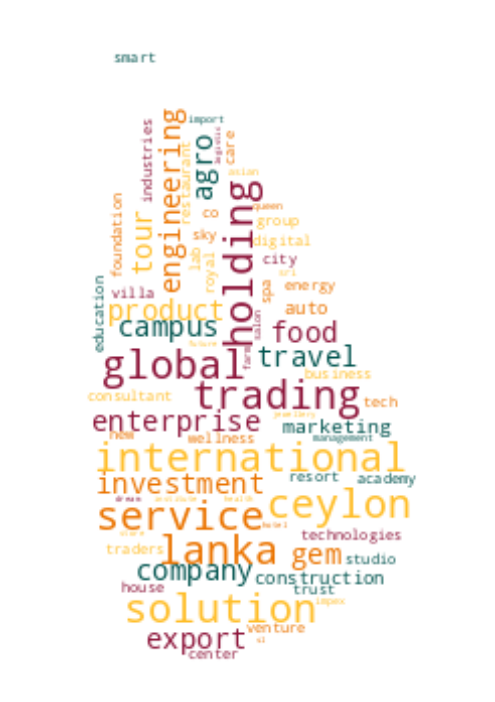 smart
import
industries
engineering
restaurant
agro
logistic
care
asian
foundation
tour
co
sky
lab
royal
holding
queen
group
digital
city
sri
spa
energy
education
villa
product
auto
campus
salon
food
future
farm
travel
global
business
consultant
trading
tech
enterprise
jewellery
marketing
new
wellness
management
international
investment
resort
academy
dream
institute
health
service
ceylon
hotel
store
technologies
traders
lanka
gem
studio
company
construction
house
trust
solution
impex
export
venture
sl
center